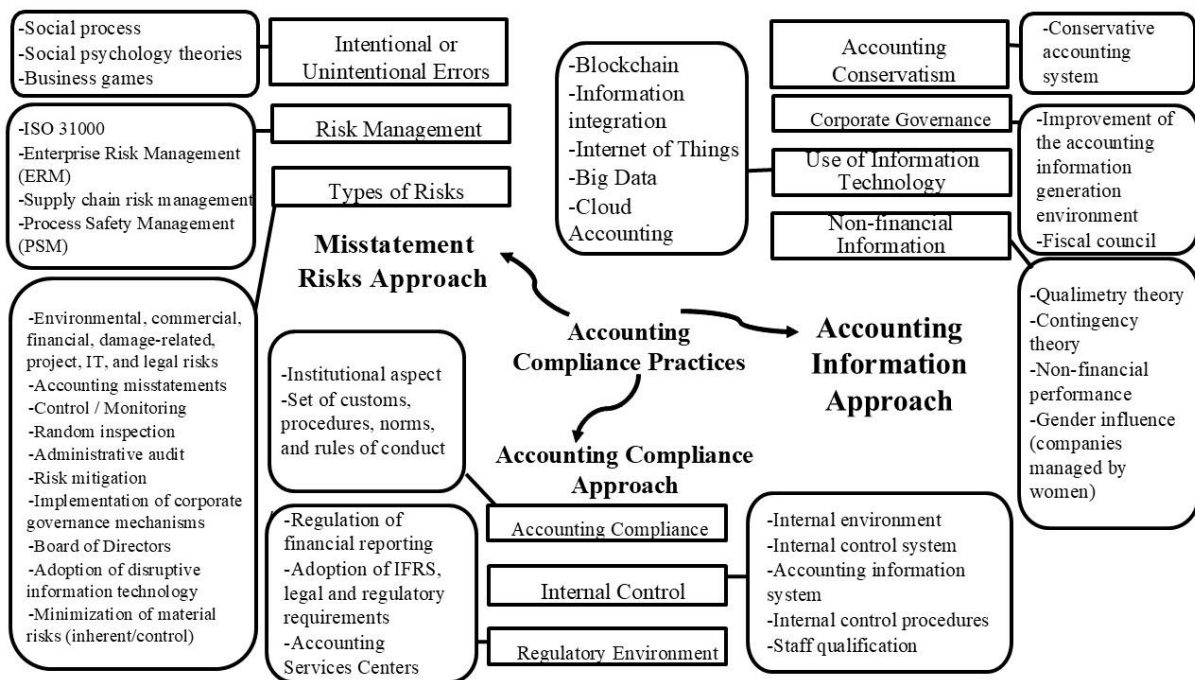 -Social process
-Social psychology theories
-Business games
Intentional or
Unintentional Errors
-ISO 31000
-Enterprise Risk Management
(ERM)
-Supply chain risk management
-Process Safety Management
(PSM)
Risk Management
Types of Risks
Misstatement
Risks Approach
-Environmental, commercial,
financial, damage-related,
project, IT, and legal risks
-Accounting misstatements
-Control / Monitoring
-Random inspection
-Administrative audit
-Risk mitigation
-Implementation of corporate
governance mechanisms
-Board of Directors
-Adoption of disruptive
information technology
-Minimization of material
risks (inherent/control)
-Blockchain
-Information
integration
-Internet of Things
-Big Data
-Cloud
Accounting
Accounting
Conservatism
-Conservative
accounting
system
Corporate Governance
-Improvement of
the accounting
information
generation
environment
-Fiscal council
Use of Information
Technology
Non-financial
Information
-Qualimetry theory
-Contingency
theory
-Non-financial
performance
-Gender influence
(companies
managed by
women)
Accounting
Compliance Practices
Accounting
Information
Approach
Accounting Compliance
Approach
-Institutional aspect
-Set of customs,
procedures, norms,
and rules of conduct
Accounting Compliance
-Regulation of
financial reporting
-Adoption of IFRS,
legal and regulatory
requirements
-Accounting
Services Centers
Internal Control
Regulatory Environment
-Internal environment
-Internal control system
-Accounting information
system
-Internal control procedures
-Staff qualification